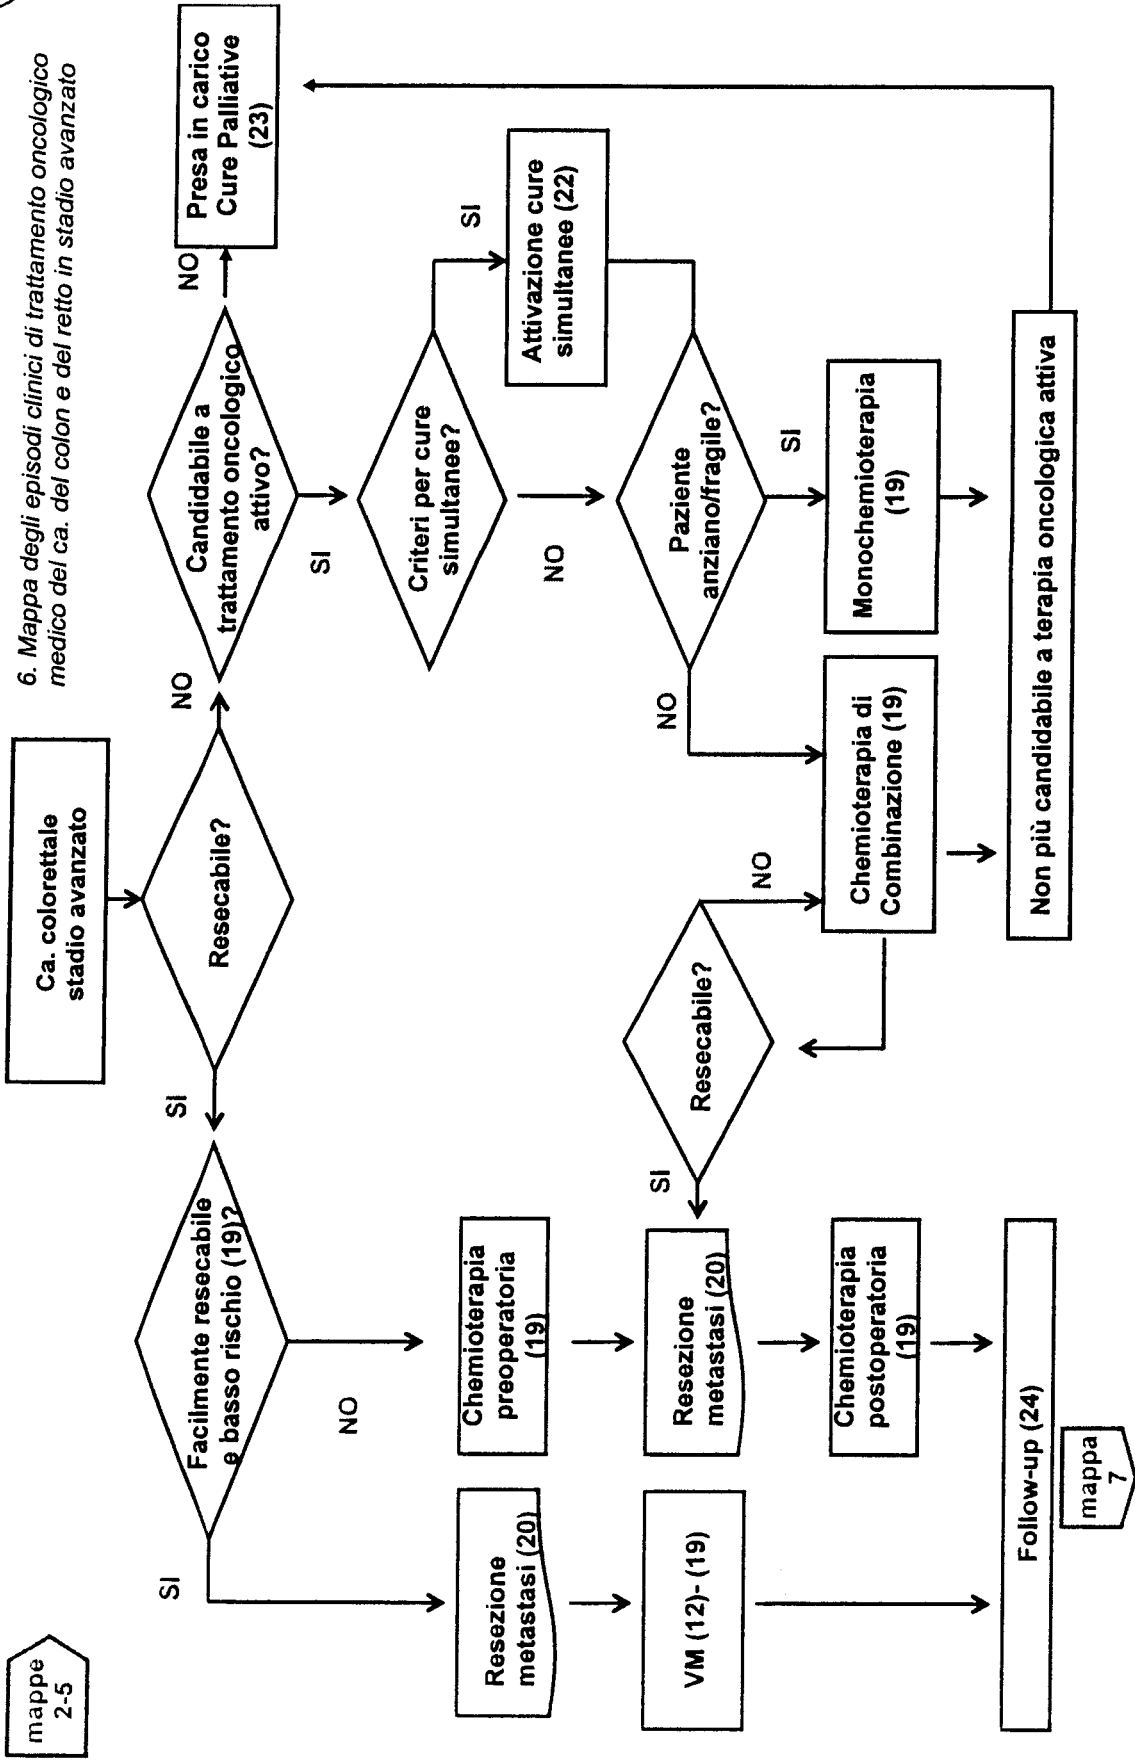 mappe
2-5
6. Mappa degli episodi clinici di trattamento oncologico
medico del ca. del colon e del retto in stadio avanzato
Ca. colorettale
stadio avanzato
Resecabile?
SI
NO
Facilmente resecabile
e basso rischio (19)?
SI
NO
Candidabile a
trattamento oncologico
attivo?
NO
SI
Presa in carico
Cure Palliative
(23)
Criteri per cure
simultanee?
SI
NO
Attivazione cure
simultanee (22)
Paziente
anziano/fragile?
NO
SI
Resezione
metastasi (20)
VM (12)- (19)
Chemioterapia
preoperatoria
(19)
Resezione
metastasi (20)
Chemioterapia
postoperatoria
(19)
Resecabile?
SI
NO
Chemioterapia di
Combinazione (19)
Monochemioterapia
(19)
Follow-up (24)
Non più candidabile a terapia oncologica attiva
mappa
7